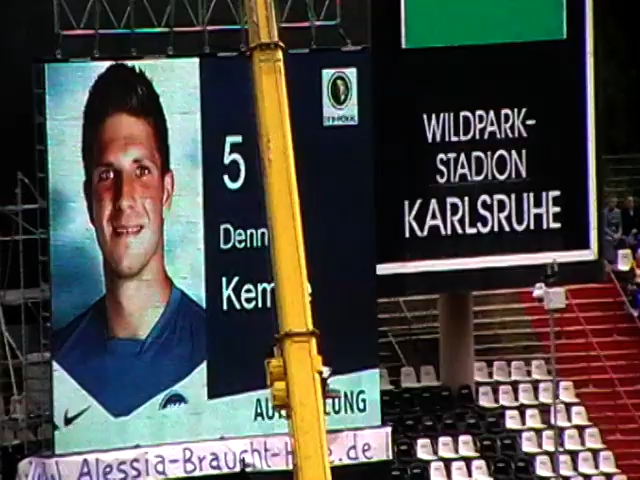 5
Denn
Kem
WILDPARK-
STADION
KARLSRUHE
AUF LUNG
Alessia-Braucht-H e.de